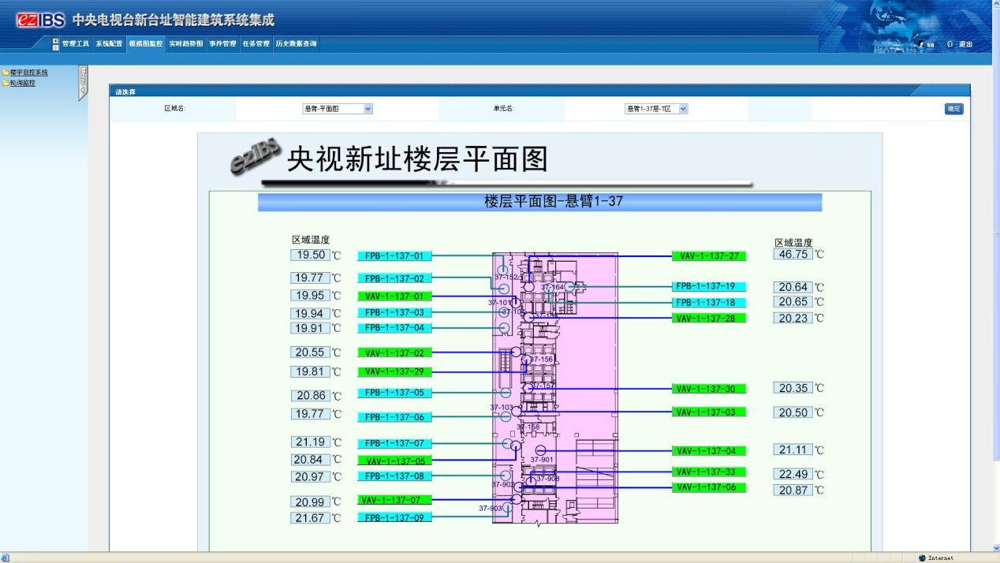 ezIBS 中央电视台新台址智能建筑系统集成
管理工具 系统配置 模拟图监控 实时趋势图 事件管理 任务管理 历史数据查询
sa 退出
楼宇自控系统
轮询监控
请选择
区域名: 悬臂-平面图 单元名: 悬臂1-37层-T区 确定
ezIBS 央视新址楼层平面图
楼层平面图-悬臂1-37
区域温度
19.50 ℃ FPB-1-137-01
19.77 ℃ FPB-1-137-02
19.95 ℃ VAV-1-137-01
19.94 ℃ FPB-1-137-03
19.91 ℃ FPB-1-137-04
20.55 ℃ VAV-1-137-02
19.81 ℃ VAV-1-137-29
20.86 ℃ FPB-1-137-05
19.77 ℃ FPB-1-137-06
21.19 ℃ FPB-1-137-07
20.84 ℃ VAV-1-137-05
20.97 ℃ FPB-1-137-08
20.99 ℃ VAV-1-137-07
21.67 ℃ FPB-1-137-09
37-152
37-164
37-101
37-156
37-157
37-103
37-158
37-901
37-908
37-902
37-903
区域温度
VAV-1-137-27 46.75 ℃
FPB-1-137-19 20.64 ℃
FPB-1-137-18 20.65 ℃
VAV-1-137-28 20.23 ℃
VAV-1-137-30 20.35 ℃
VAV-1-137-03 20.50 ℃
VAV-1-137-04 21.11 ℃
VAV-1-137-33 22.49 ℃
VAV-1-137-06 20.87 ℃
Internet